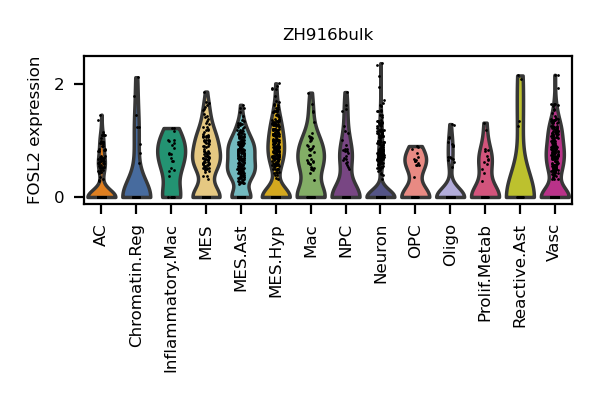 ZH916bulk
FOSL2 expression
2
0
AC
Chromatin.Reg
Inflammatory.Mac
MES
MES.Ast
MES.Hyp
Mac
NPC
Neuron
OPC
Oligo
Prolif.Metab
Reactive.Ast
Vasc